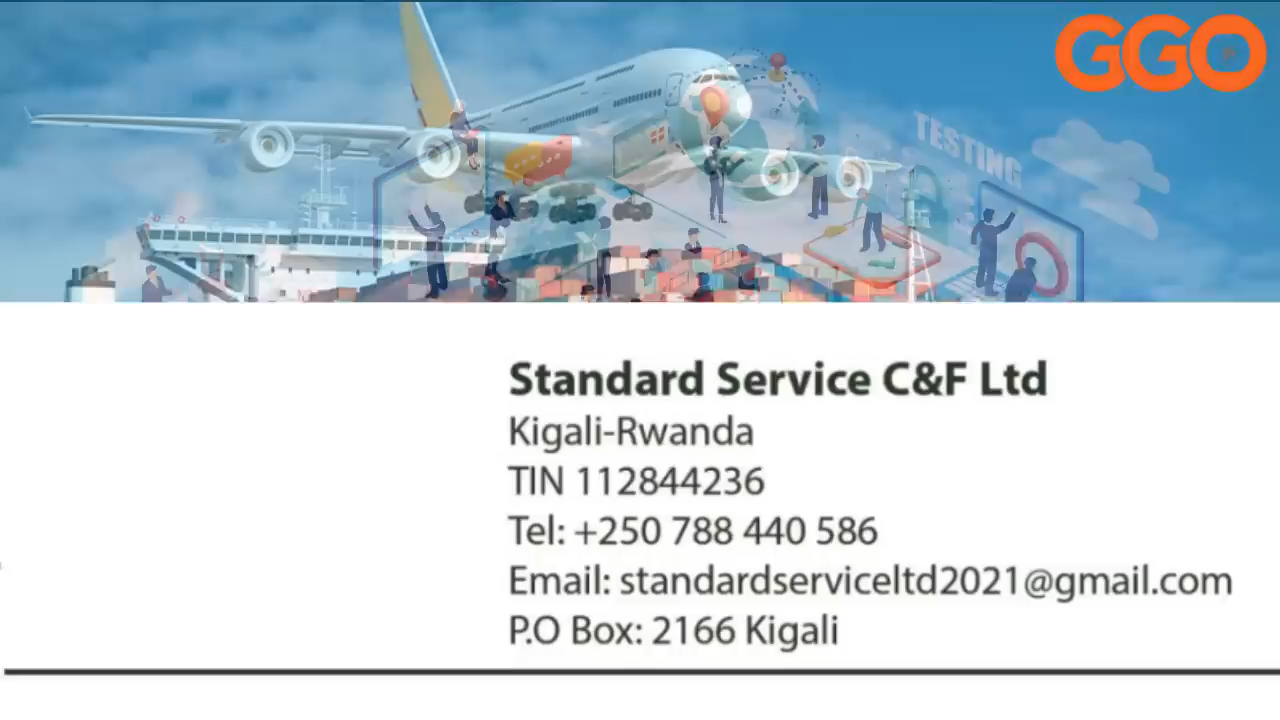 GGO
TESTING
Standard Service C&F Ltd
Kigali-Rwanda
TIN 112844236
Tel: +250 788 440 586
Email: standardserviceltd2021@gmail.com
P.O Box: 2166 Kigali